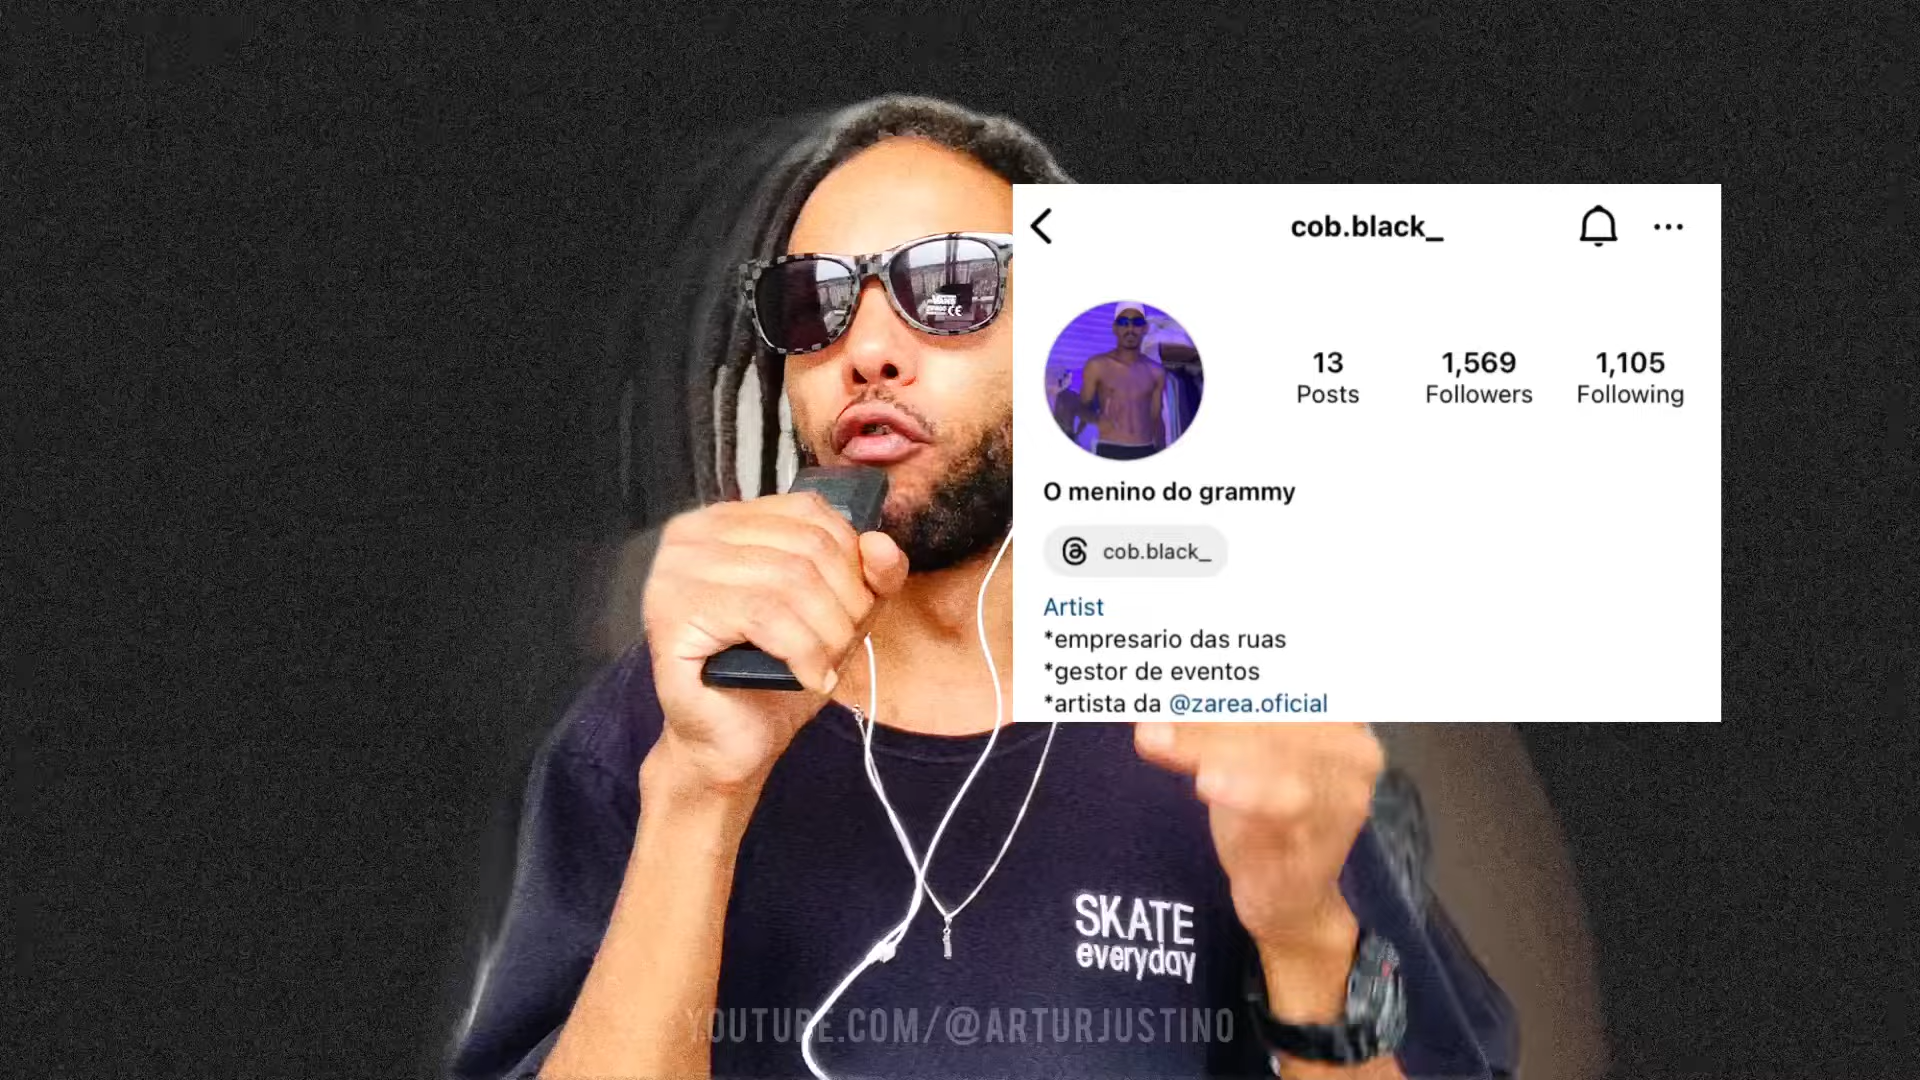 cob.black_
13
Posts
1,569
Followers
1,105
Following
O menino do grammy
cob.black_
Artist
*empresario das ruas
*gestor de eventos
*artista da @zarea.oficial
CE
SKATE
everyday
YOUTUBE.COM/@ARTURJUSTINO